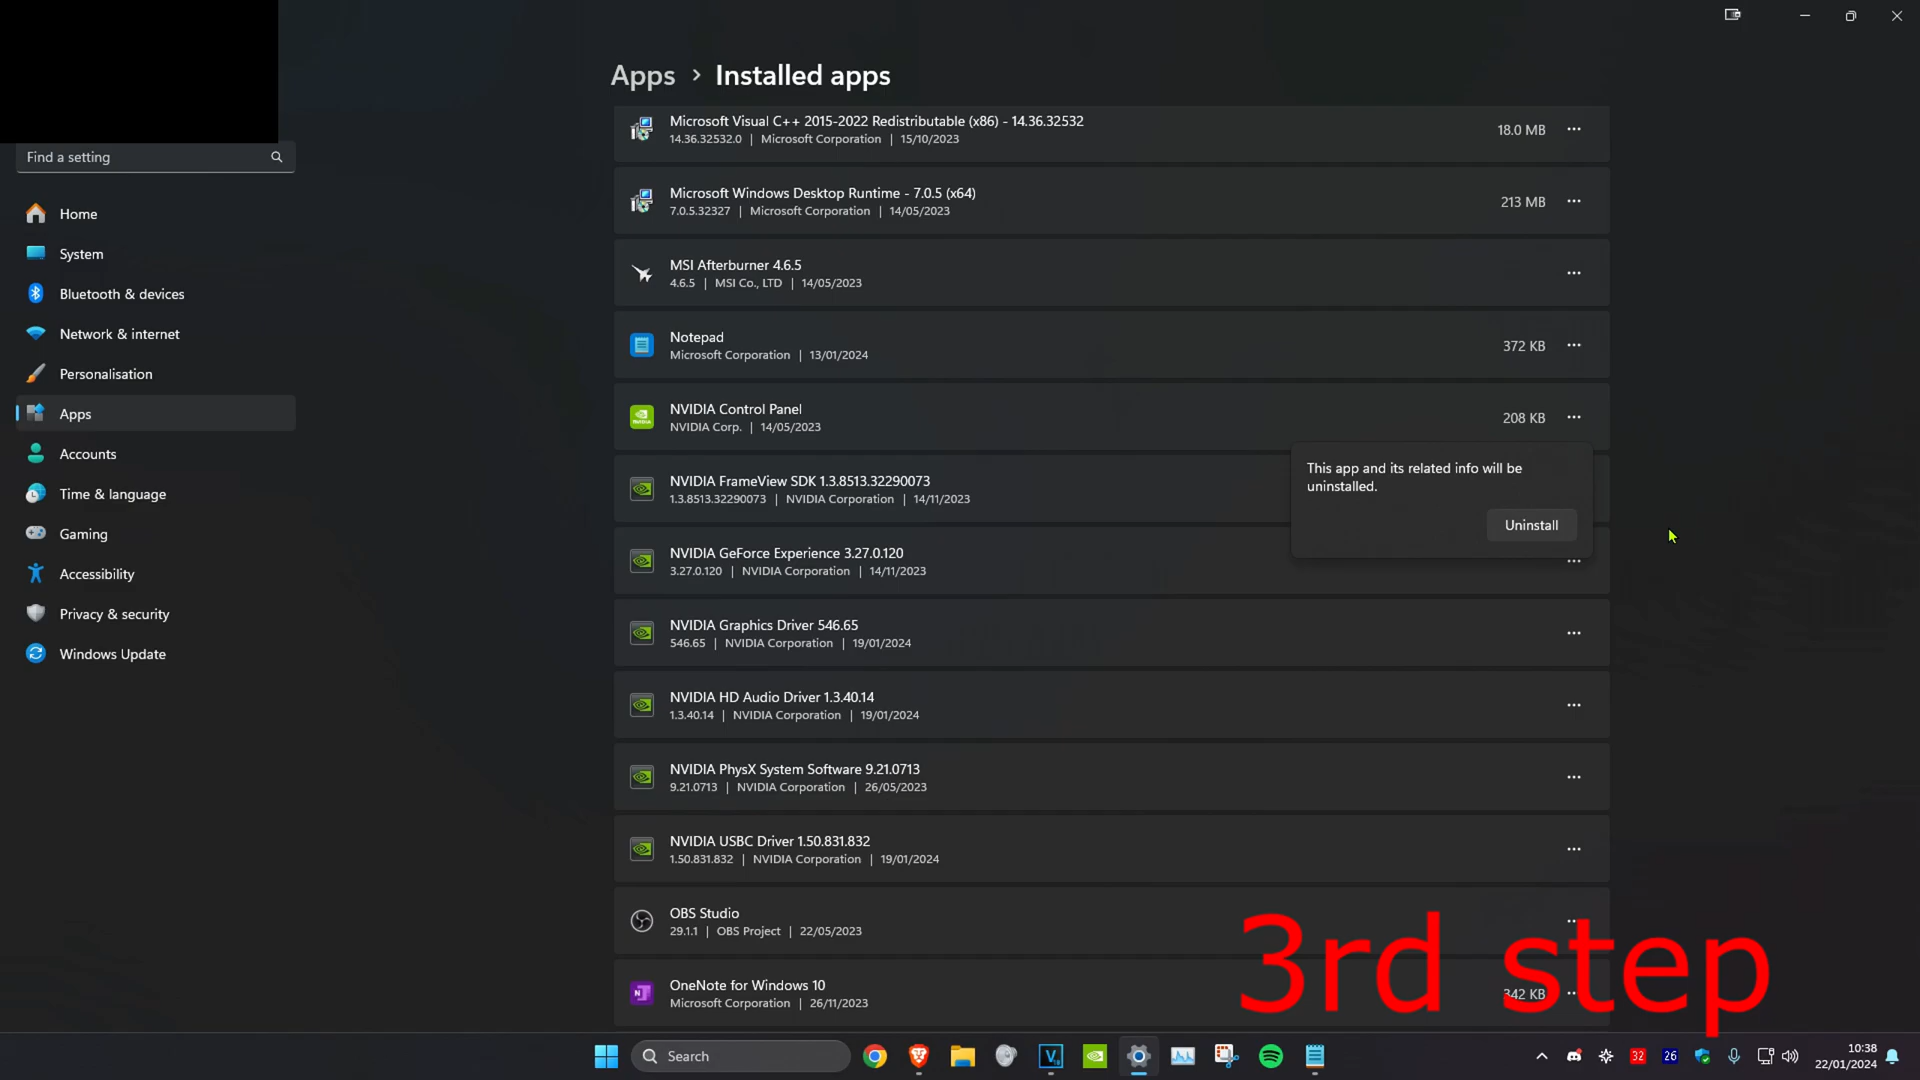 Apps > Installed apps
Find a setting
Home
System
Bluetooth & devices
Network & internet
Personalisation
Apps
Accounts
Time & language
Gaming
Accessibility
Privacy & security
Windows Update
Microsoft Visual C++ 2015-2022 Redistributable (x86) - 14.36.32532
14.36.32532.0 | Microsoft Corporation | 15/10/2023
18.0 MB
Microsoft Windows Desktop Runtime - 7.0.5 (x64)
7.0.5.32327 | Microsoft Corporation | 14/05/2023
213 MB
MSI Afterburner 4.6.5
4.6.5 | MSI Co., LTD | 14/05/2023
Notepad
Microsoft Corporation | 13/01/2024
372 KB
NVIDIA Control Panel
NVIDIA Corp. | 14/05/2023
208 KB
This app and its related info will be
uninstalled.
Uninstall
NVIDIA FrameView SDK 1.3.8513.32290073
1.3.8513.32290073 | NVIDIA Corporation | 14/11/2023
NVIDIA GeForce Experience 3.27.0.120
3.27.0.120 | NVIDIA Corporation | 14/11/2023
NVIDIA Graphics Driver 546.65
546.65 | NVIDIA Corporation | 19/01/2024
NVIDIA HD Audio Driver 1.3.40.14
1.3.40.14 | NVIDIA Corporation | 19/01/2024
NVIDIA PhysX System Software 9.21.0713
9.21.0713 | NVIDIA Corporation | 26/05/2023
NVIDIA USBC Driver 1.50.831.832
1.50.831.832 | NVIDIA Corporation | 19/01/2024
OBS Studio
29.1.1 | OBS Project | 22/05/2023
OneNote for Windows 10
Microsoft Corporation | 26/11/2023
342 KB
3rd step
Search
32
26
10:38
22/01/2024